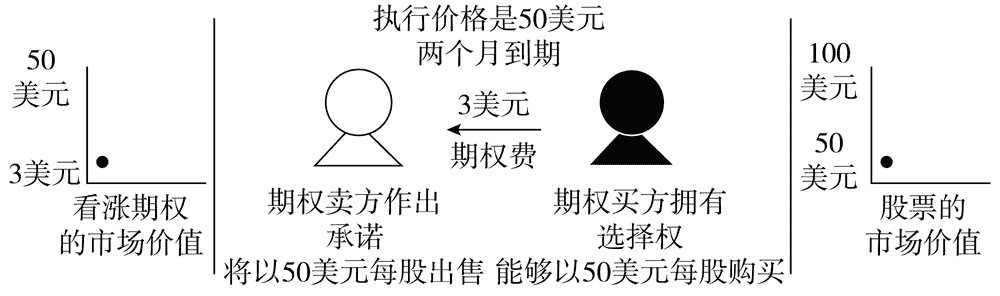 执行价格是50美元
两个月到期
50
美元
3美元
看涨期权
的市场价值
3美元
期权费
期权卖方作出
承诺
将以50美元每股出售
期权买方拥有
选择权
能够以50美元每股购买
100
美元
50
美元
股票的
市场价值